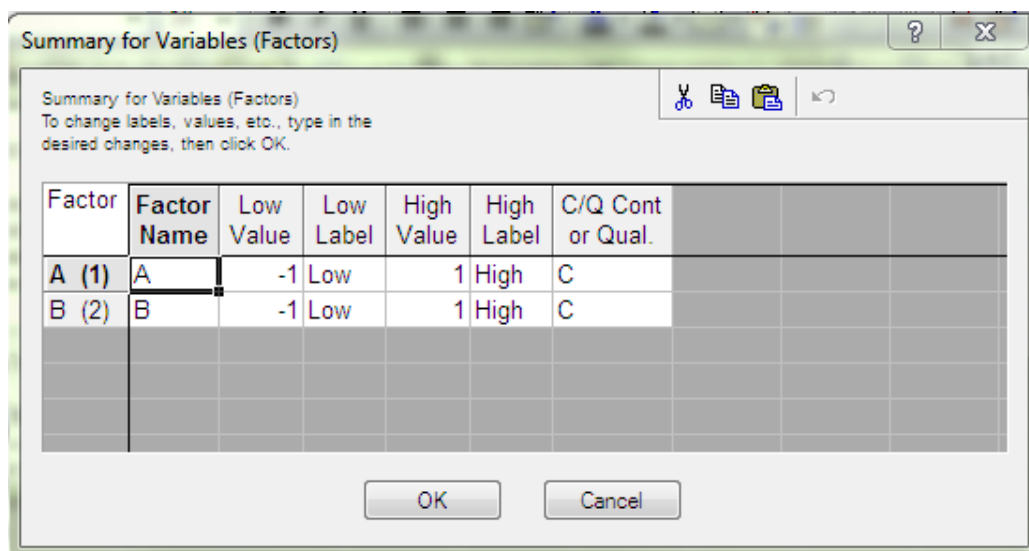 Summary for Variables (Factors)
Summary for Variables (Factors)
To change labels, values, etc., type in the
desired changes, then click OK.
Factor Factor Name Low Value Low Label High Value High Label C/Q Cont or Qual.
A (1) A -1 Low 1 High C
B (2) B -1 Low 1 High C
OK Cancel